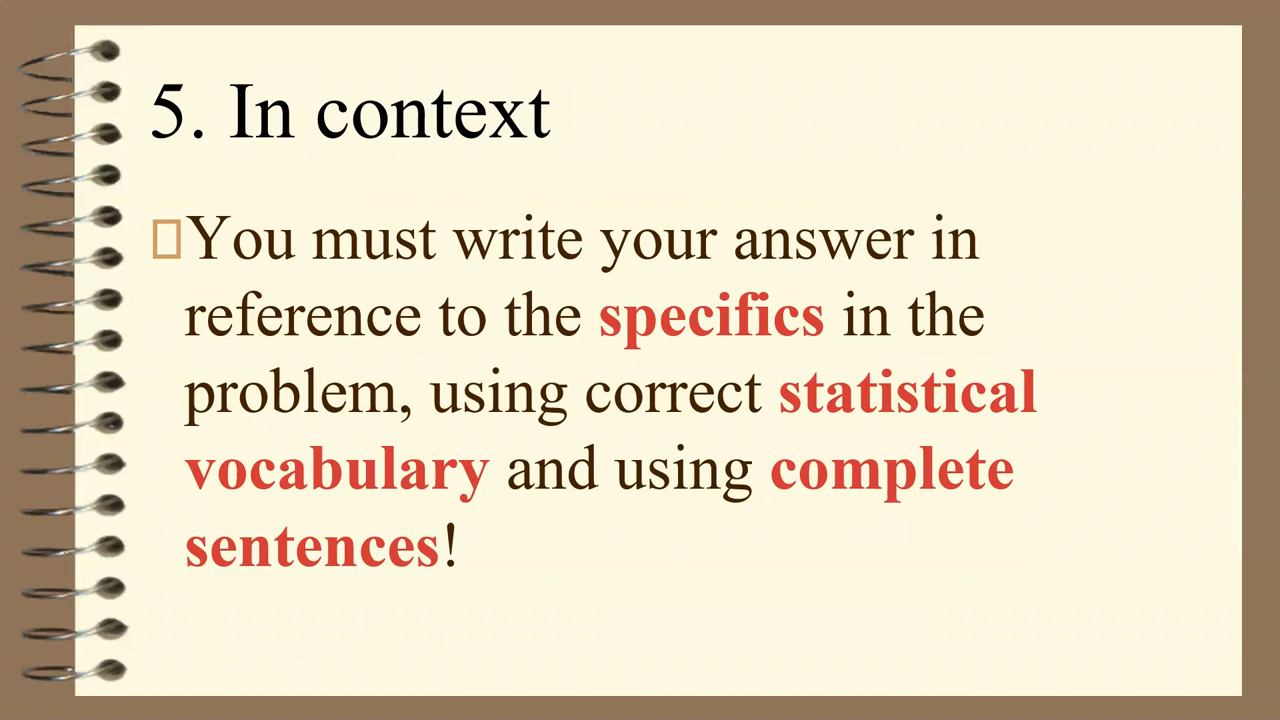 5. In context
You must write your answer in
reference to the specifics in the
problem, using correct statistical
vocabulary and using complete
sentences!